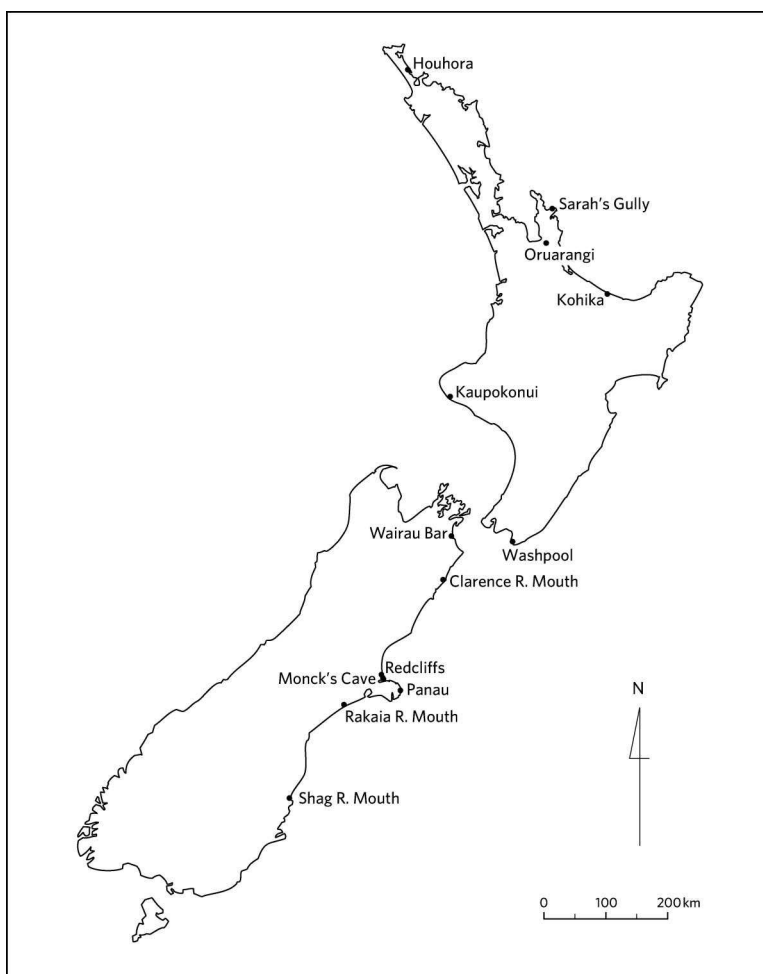 Houhora
Sarah's Gully
Oruarangi
Kohika
Kaupokonui
Wairau Bar
Washpool
Clarence R. Mouth
Redcliffs
Monck's Cave
Panau
Rakaia R. Mouth
N
Shag R. Mouth
0 100 200 km